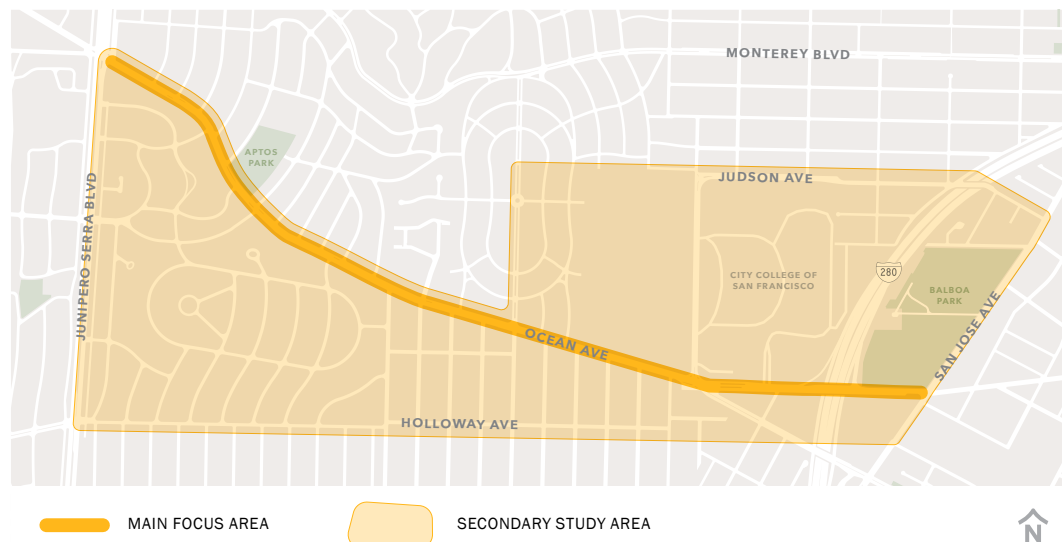 MONTEREY BLVD
APTOS
PARK
JUDSON AVE
JUNIPERO SERRA BLVD
CITY COLLEGE OF
SAN FRANCISCO
280
BALBOA
PARK
OCEAN AVE
SAN JOSE AVE
HOLLOWAY AVE
MAIN FOCUS AREA
SECONDARY STUDY AREA
N